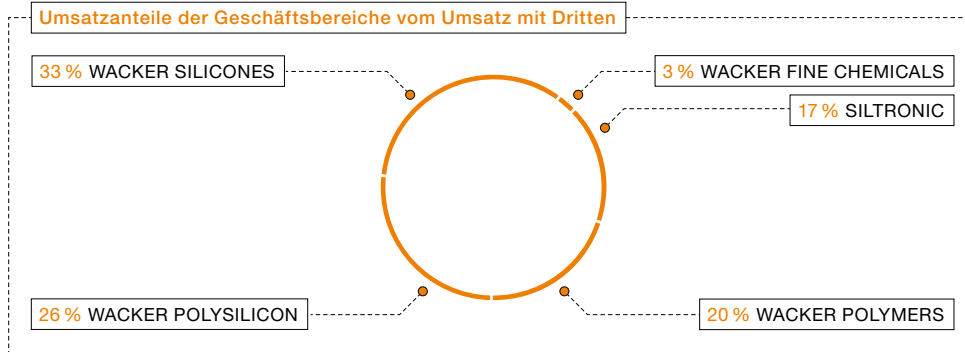 Umsatzanteile der Geschäftsbereiche vom Umsatz mit Dritten
33 % WACKER SILICONES
3 % WACKER FINE CHEMICALS
17 % SILTRONIC
26 % WACKER POLYSILICON
20 % WACKER POLYMERS